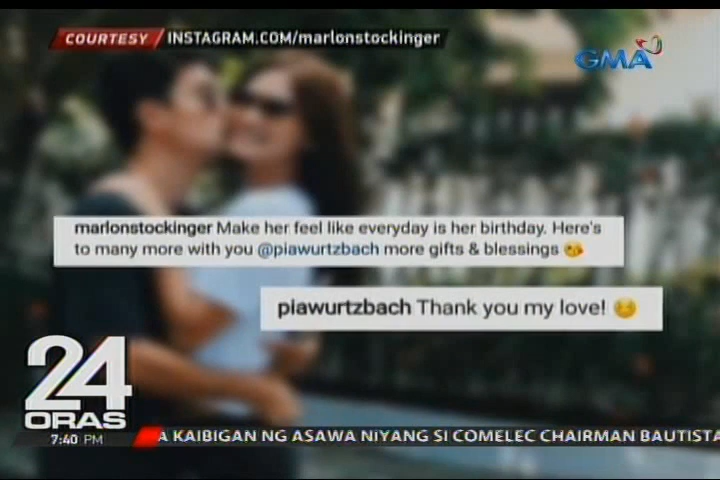 COURTESY INSTAGRAM.COM/marlonstockinger
GMA
marlonstockinger Make her feel like everyday is her birthday. Here's
to many more with you @piawurtzbach more gifts & blessings
piawurtzbach Thank you my love!
24
ORAS
7:40 PM
A KAIBIGAN NG ASAWA NIYANG SI COMELEC CHAIRMAN BAUTISTA